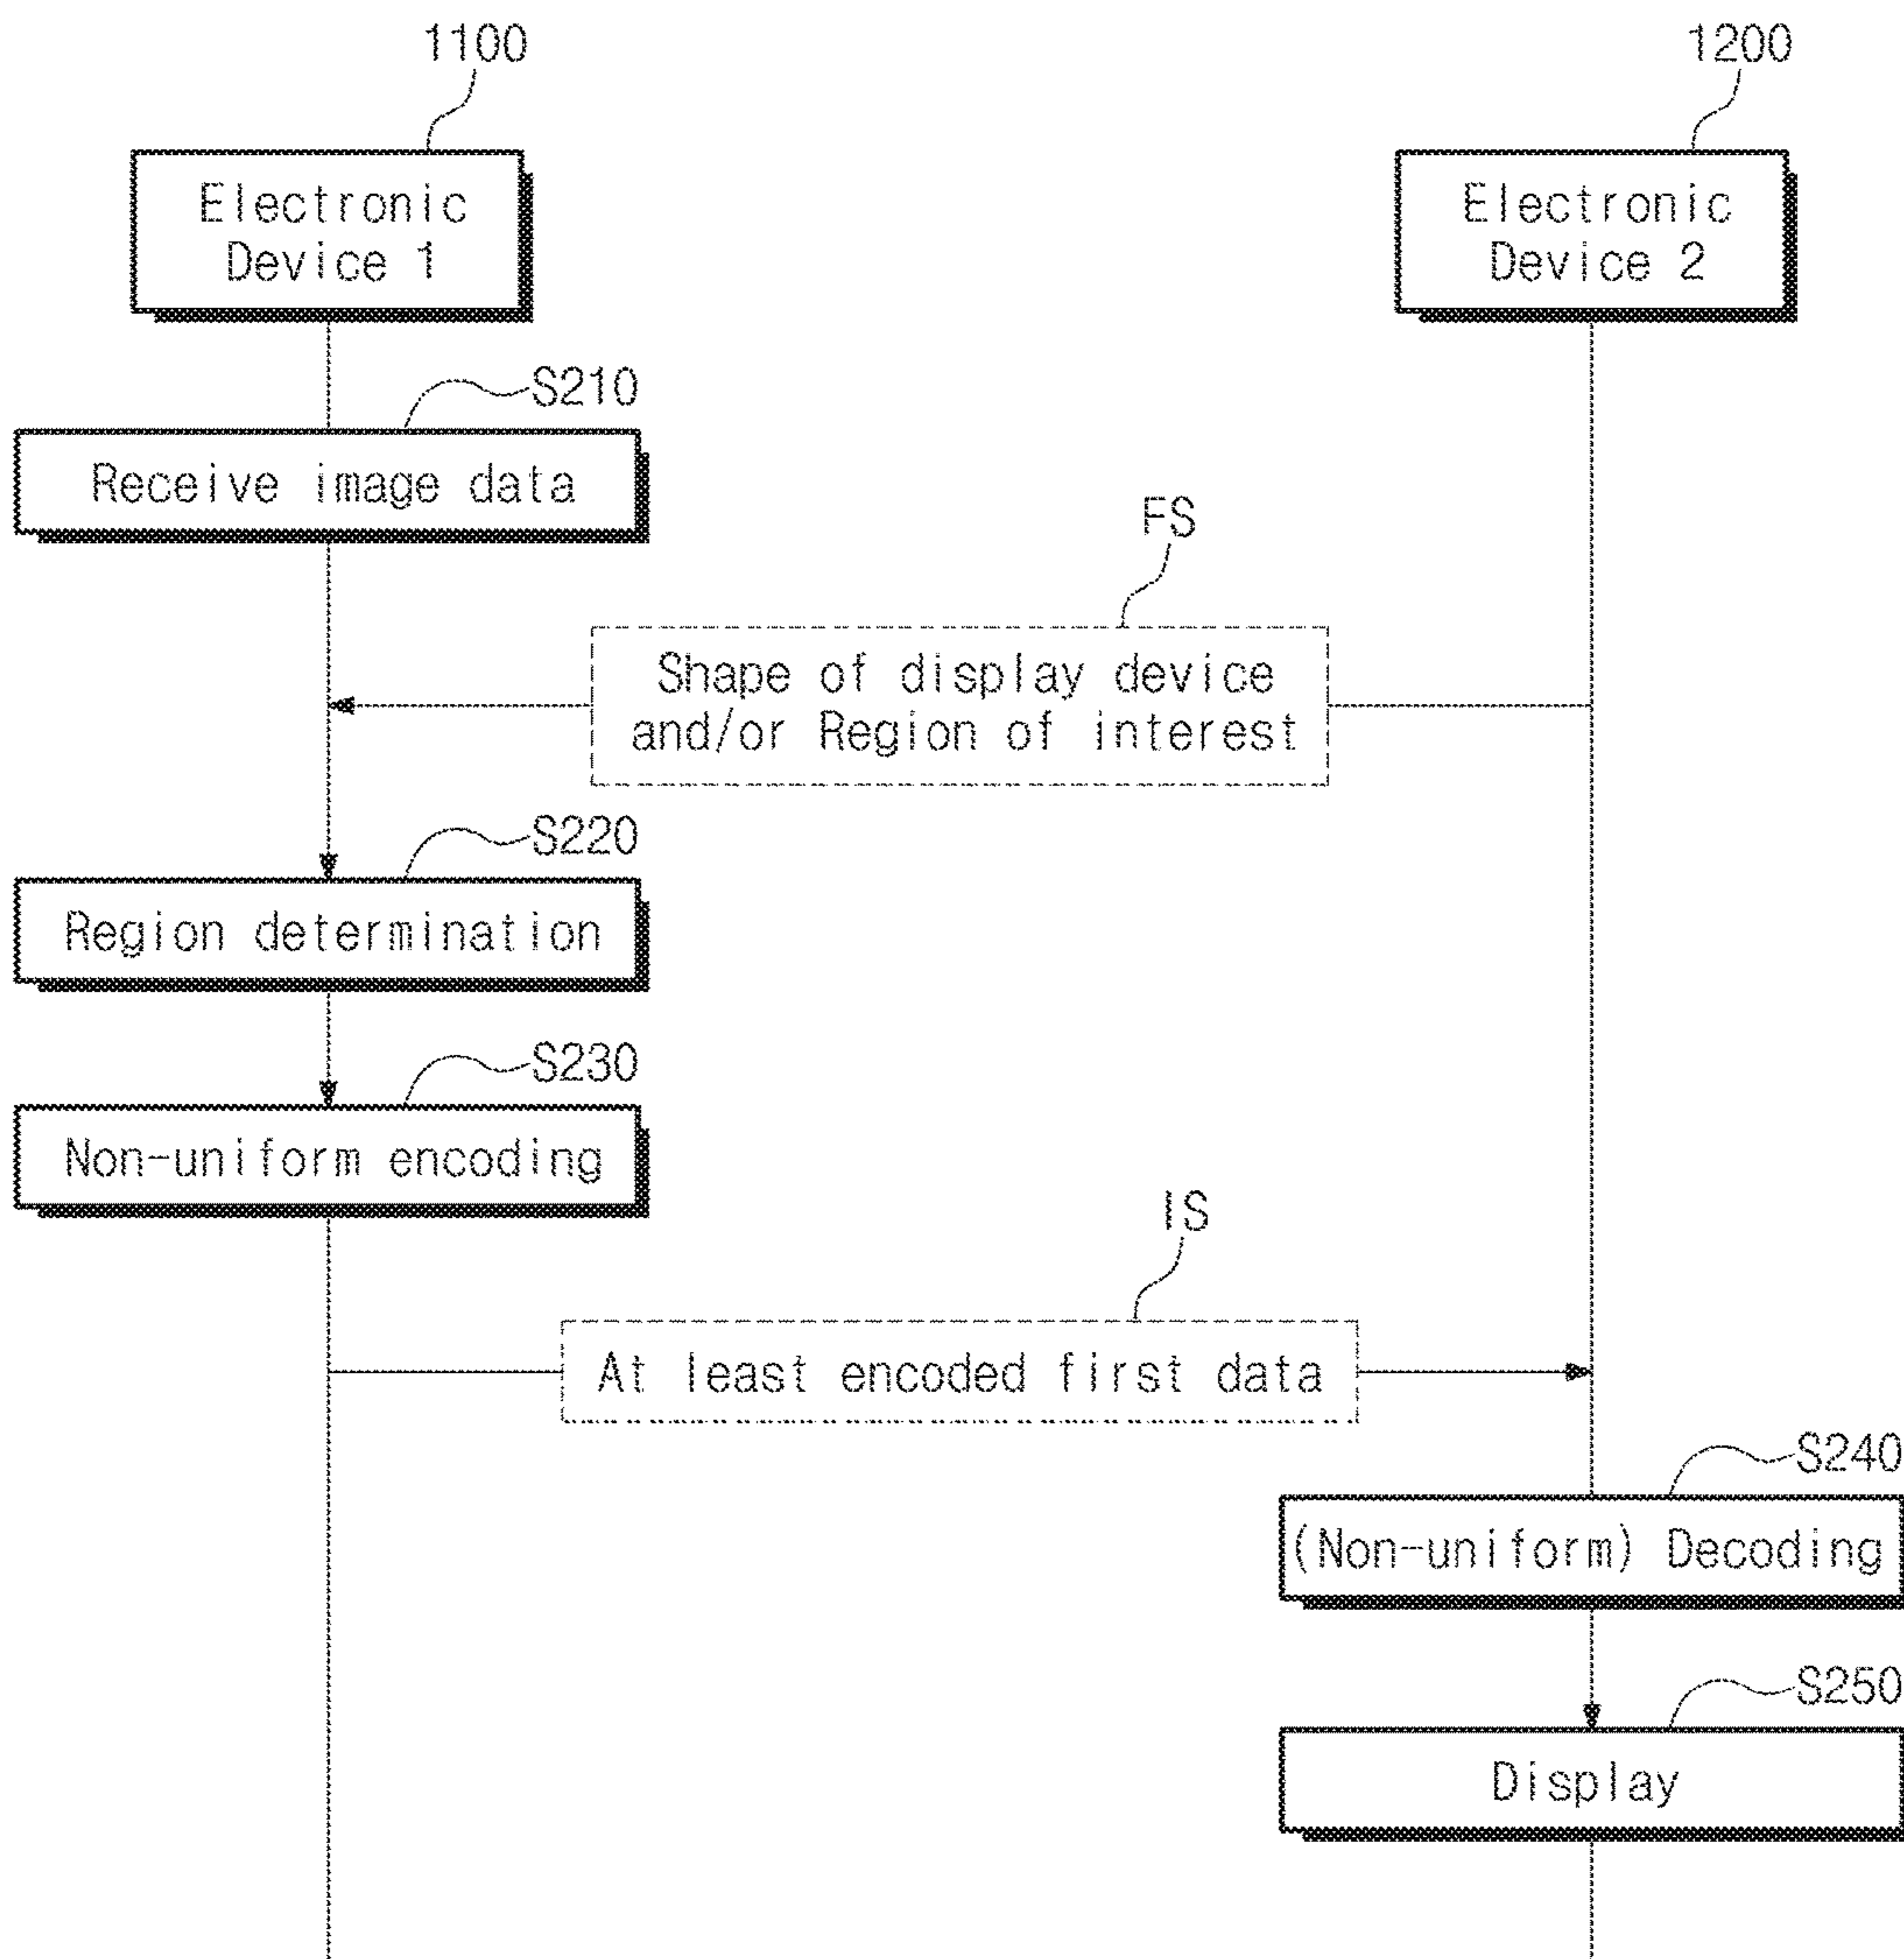 1100
1200
Electronic
Device 1
Electronic
Device 2
S210
Receive image data
FS
Shape of display device
and/or Region of interest
S220
Region determination
S230
Non-uniform encoding
IS
At least encoded first data
S240
(Non-uniform) Decoding
S250
Display